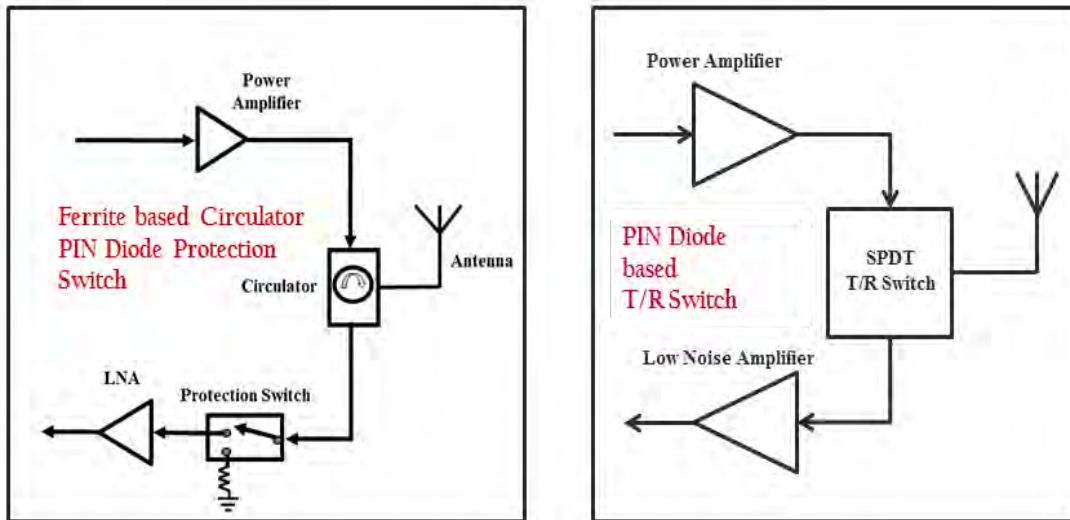 Power
Amplifier
Ferrite based Circulator
PIN Diode Protection
Switch
Circulator
Antenna
LNA
Protection Switch
Power Amplifier
PIN Diode
based
T/R Switch
SPDT
T/R Switch
Low Noise Amplifier